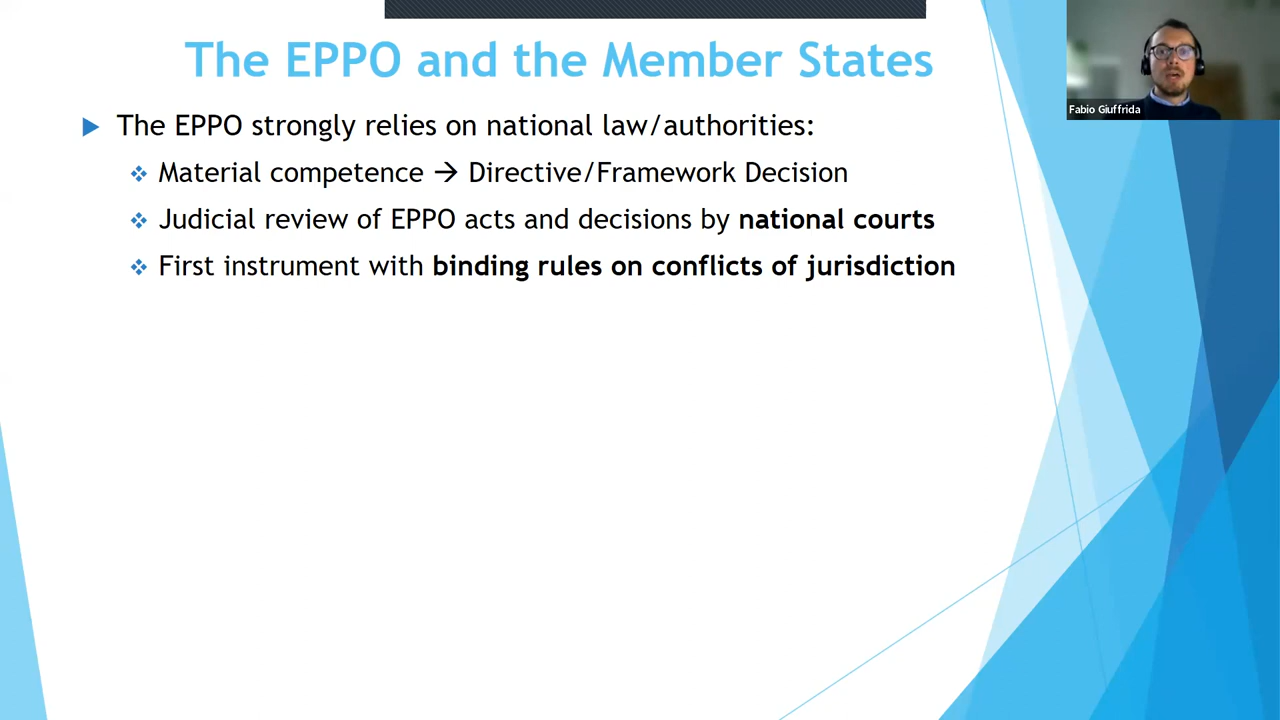 The EPPO and the Member States
The EPPO strongly relies on national law/authorities:
Material competence → Directive/Framework Decision
Judicial review of EPPO acts and decisions by national courts
First instrument with binding rules on conflicts of jurisdiction
Fabio Giuffrida